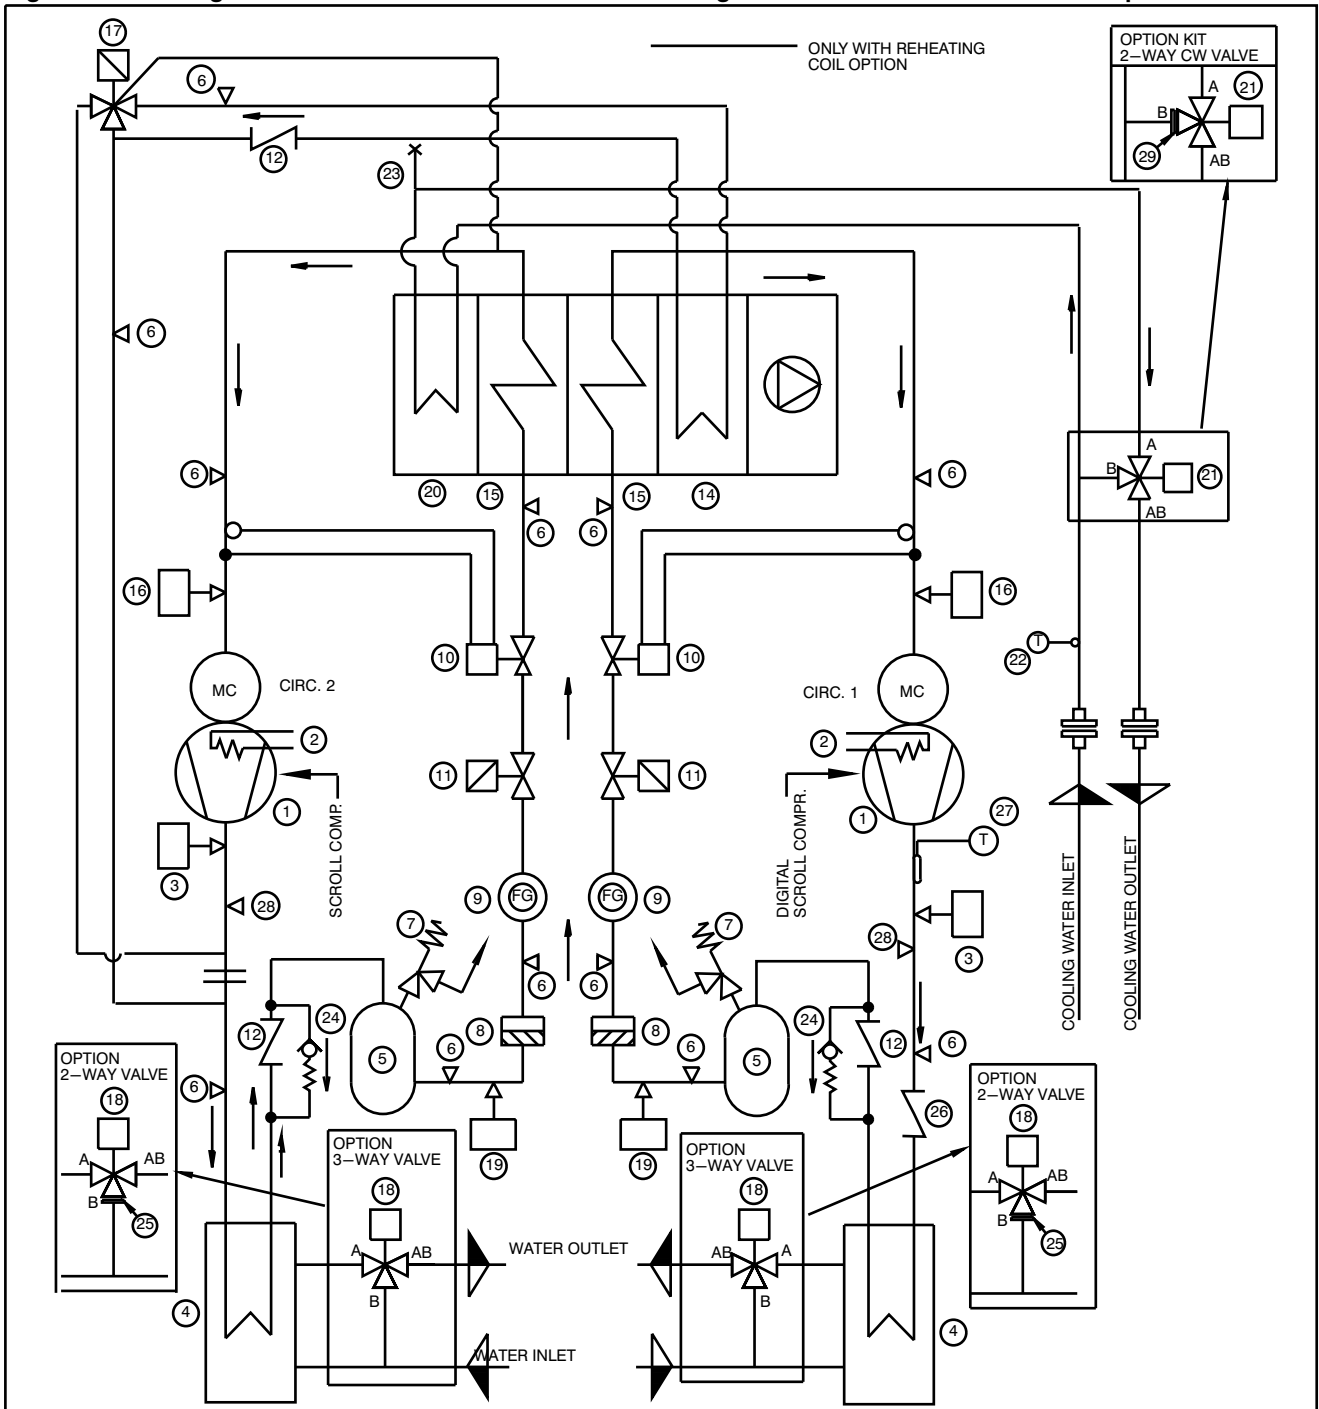 17
ONLY WITH REHEATING
COIL OPTION
OPTION KIT
2–WAY CW VALVE
A
21
B
29
AB
6
12
23
6
A
B
21
AB
6
20
15
15
14
6
6
6
16
16
10
10
T
22
MC
CIRC. 2
CIRC. 1
MC
2
2
11
11
1
SCROLL COMP.
DIGITAL
SCROLL COMPR.
1
27
T
3
9
FG
FG
9
28
7
7
28
3
COOLING WATER INLET
COOLING WATER OUTLET
6
6
12
24
8
8
24
12
6
5
6
6
5
OPTION
2–WAY VALVE
18
A
AB
B
25
6
26
OPTION
2–WAY VALVE
18
A
AB
B
25
19
19
OPTION
3–WAY VALVE
18
A
AB
B
OPTION
3–WAY VALVE
18
AB
A
B
WATER OUTLET
4
4
WATER INLET